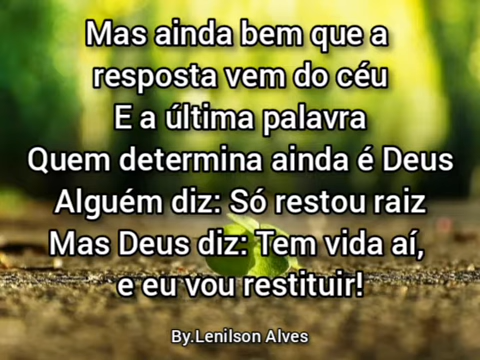 Mas ainda bem que a
resposta vem do céu
E a última palavra
Quem determina ainda é Deus
Alguém diz: Só restou raiz
Mas Deus diz: Tem vida aí,
e eu vou restituir!
By.Lenilson Alves